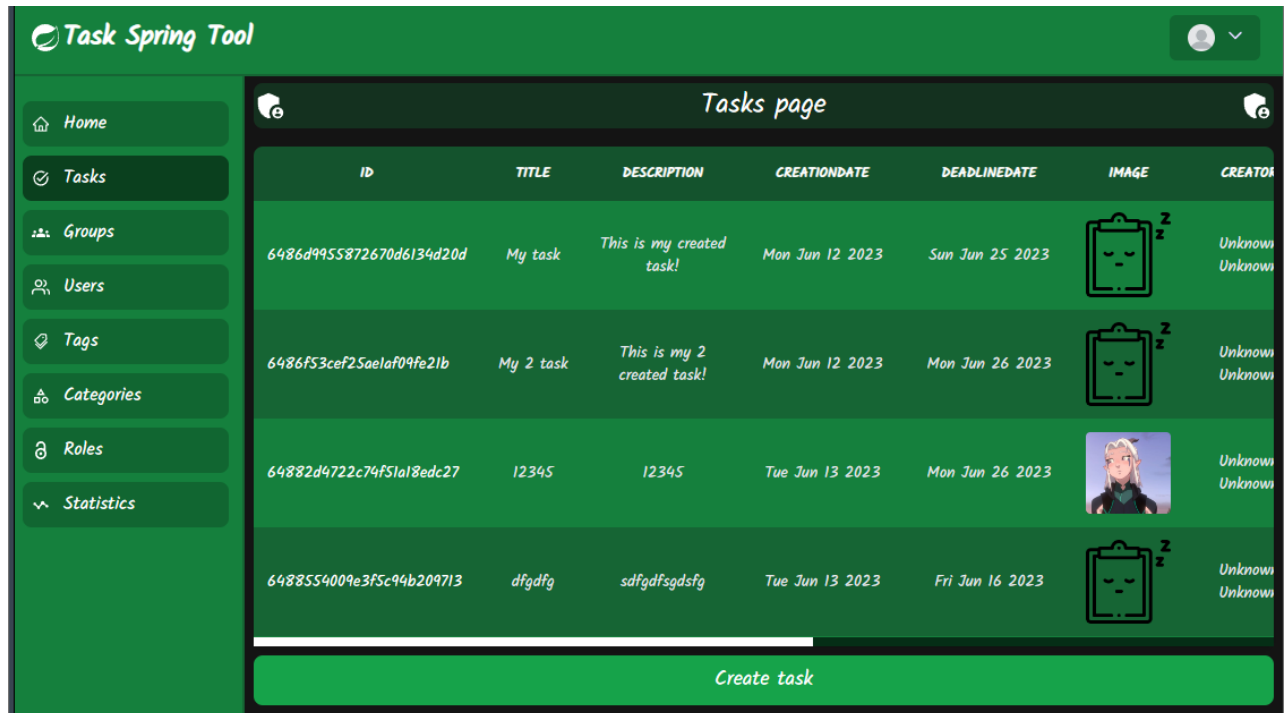 Task Spring Tool
Home
Tasks
Groups
Users
Tags
Categories
Roles
Statistics
Tasks page
ID TITLE DESCRIPTION CREATIONDATE DEADLINEDATE IMAGE CREATOR
6486d9955872670d6134d20d My task This is my created task! Mon Jun 12 2023 Sun Jun 25 2023 Z Z Unknown Unknown
6486f53cef25ae1af09fe21b My 2 task This is my 2 created task! Mon Jun 12 2023 Mon Jun 26 2023 Z Z Unknown Unknown
64882d4722c74f51a18edc27 12345 12345 Tue Jun 13 2023 Mon Jun 26 2023 Unknown Unknown
6488554009e3f5c94b209713 dfgdfg sdfgdfsgdsfg Tue Jun 13 2023 Fri Jun 16 2023 Z Z Unknown Unknown
Create task